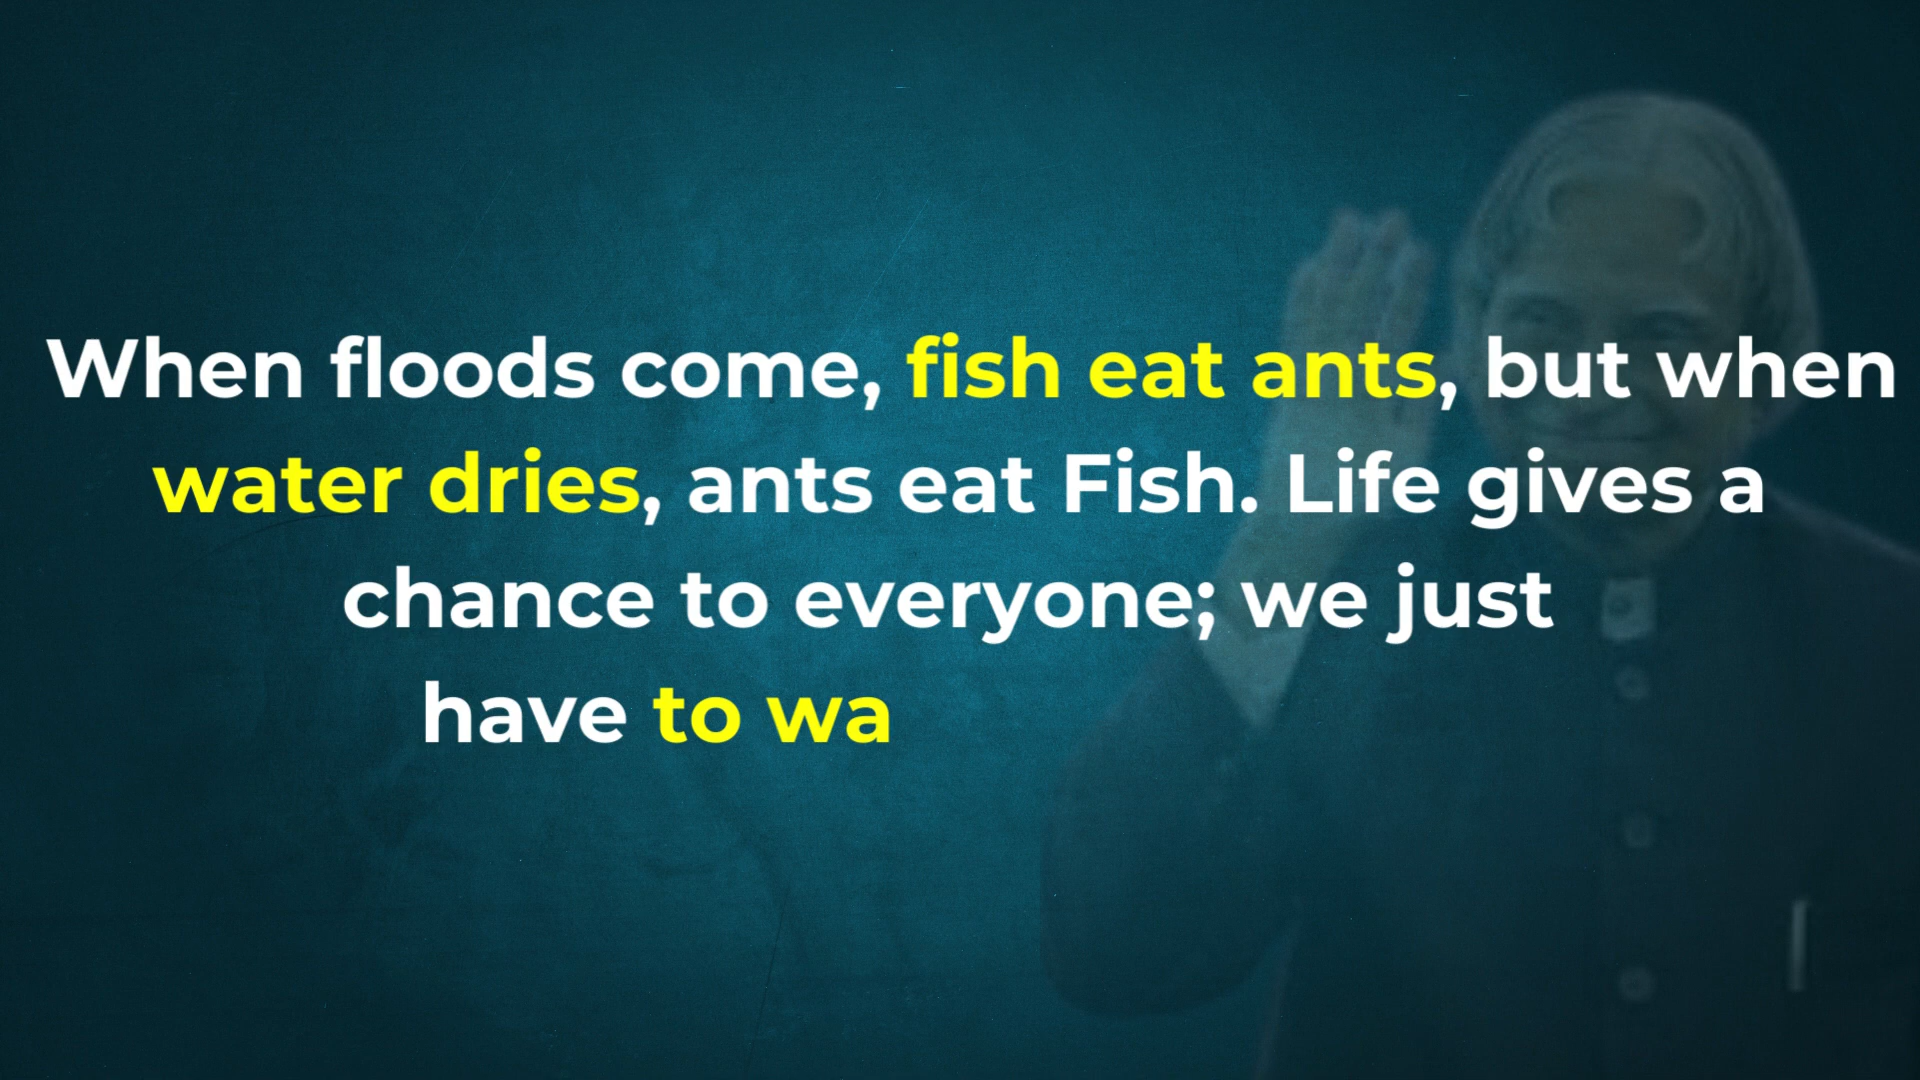 When floods come, fish eat ants, but when
water dries, ants eat Fish. Life gives a
chance to everyone; we just
have to wa